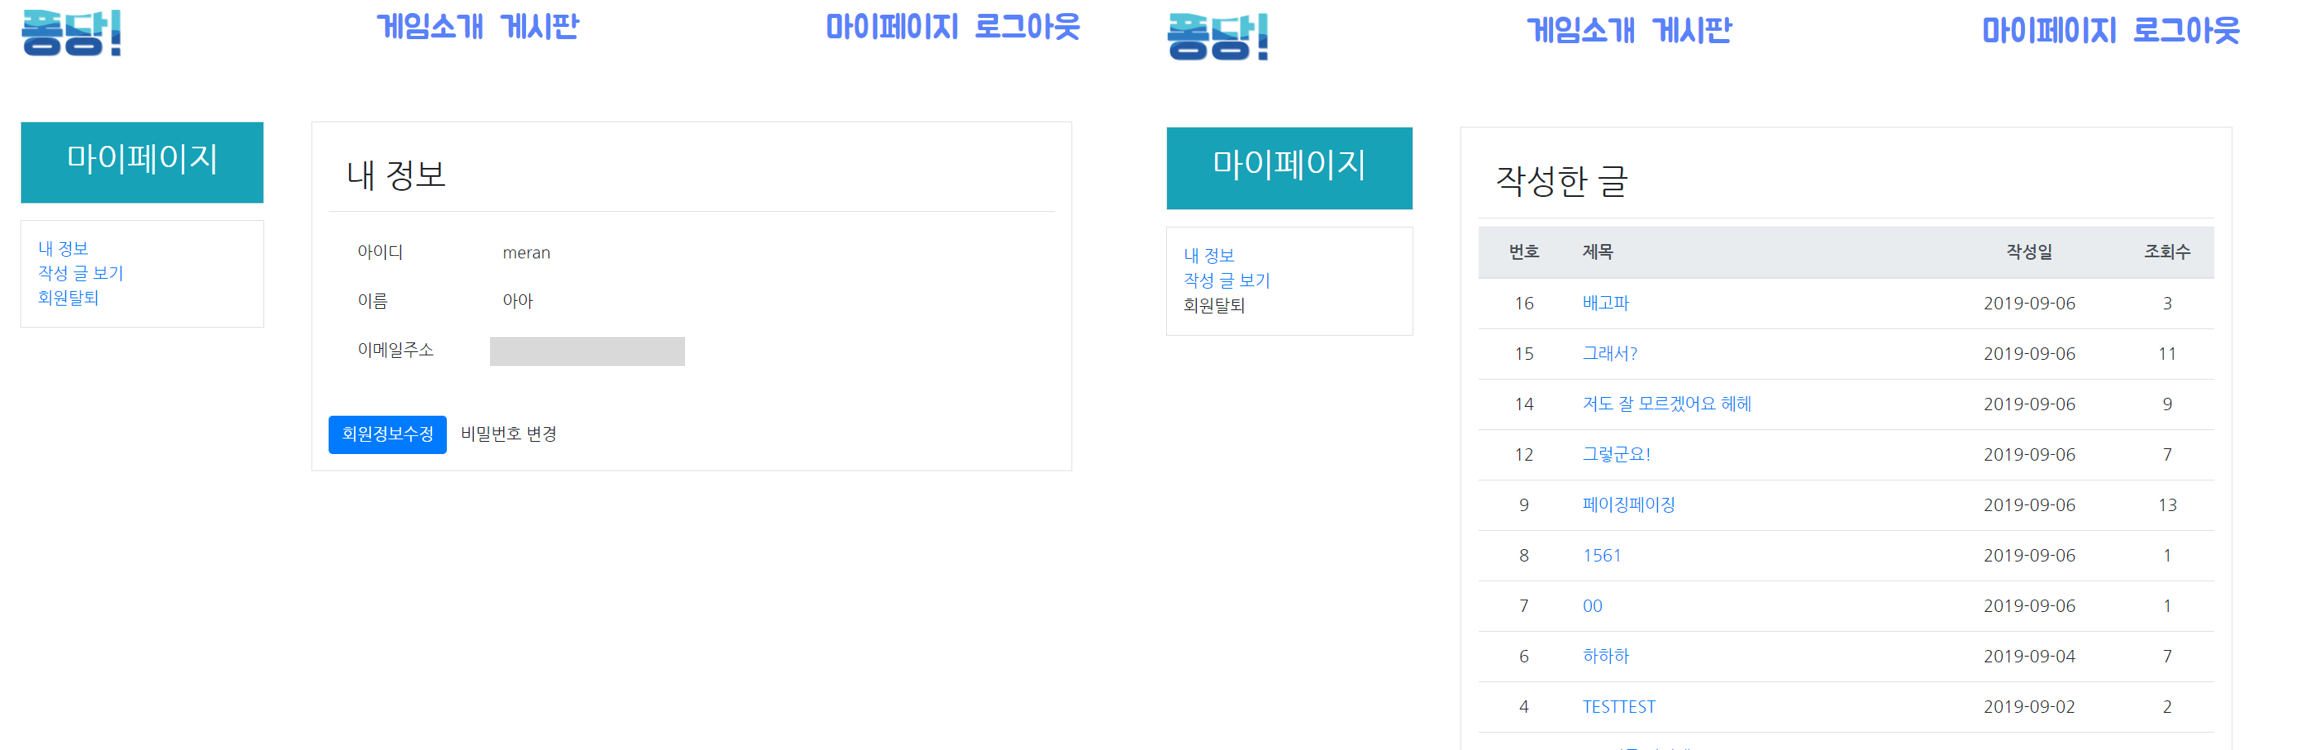 퐁당!
게임소개 게시판
마이페이지 로그아웃
마이페이지
내 정보
작성 글 보기
회원탈퇴
내 정보
아이디 meran
이름 아아
이메일주소
회원정보수정 비밀번호 변경
퐁당!
게임소개 게시판
마이페이지 로그아웃
마이페이지
내 정보
작성 글 보기
회원탈퇴
작성한 글
번호 제목 작성일 조회수
16 배고파 2019-09-06 3
15 그래서? 2019-09-06 11
14 저도 잘 모르겠어요 헤헤 2019-09-06 9
12 그렇군요! 2019-09-06 7
9 페이징페이징 2019-09-06 13
8 1561 2019-09-06 1
7 00 2019-09-06 1
6 하하하 2019-09-04 7
4 TESTTEST 2019-09-02 2